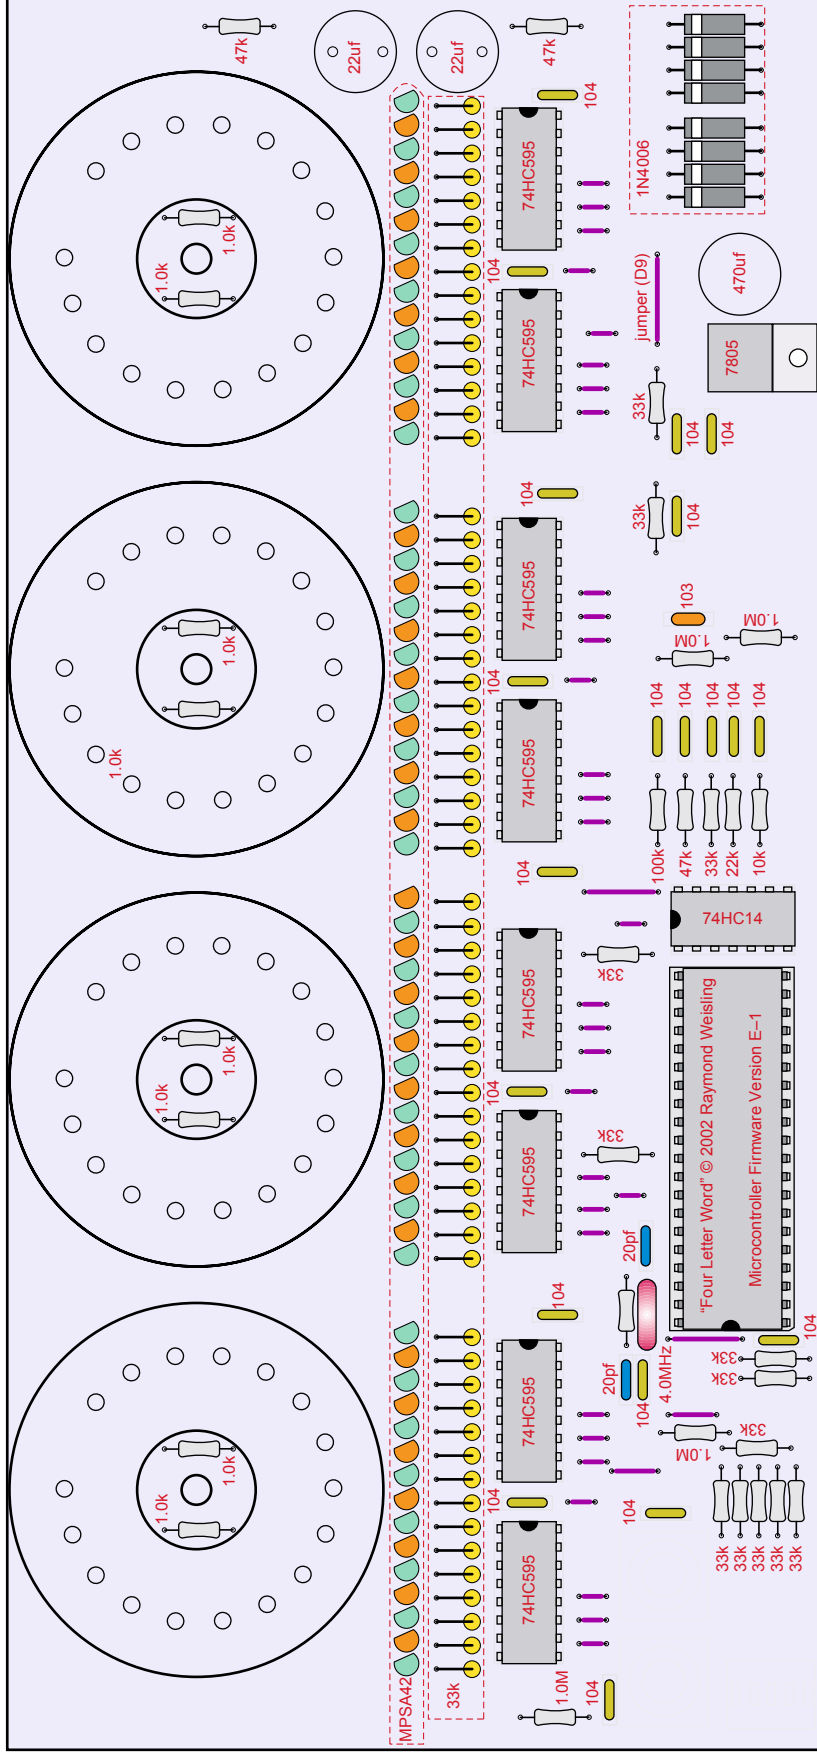 47k
22uf
22uf
47k
104
1N4006
74HC595
1.0k
1.0k
104
jumper (D9)
470uf
74HC595
7805
33k
104
104
104
33k
104
74HC595
103
1.0M
1.0M
1.0k
104
104
104
104
104
104
74HC595
1.0k
100k
47k
33k
22k
10k
104
74HC14
33k
74HC595
1.0k
1.0k
104
33k
74HC595
"Four Letter Word" © 2002 Raymond Weisling
Microcontroller Firmware Version E–1
20pf
104
4.0MHz
104
20pf
104
33k
33k
74HC595
1.0M
33k
1.0k
1.0k
104
104
33k
33k
33k
33k
33k
74HC595
MPSA42
33k
1.0M
104